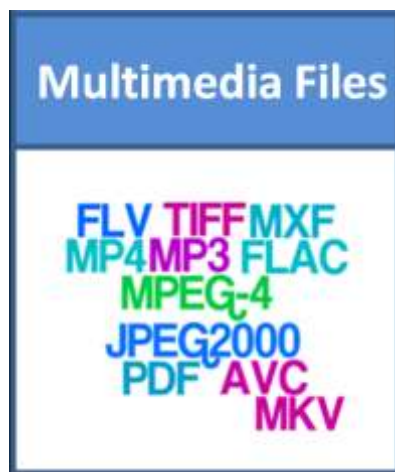 Multimedia Files
FLV TIFF MXF
MP4 MP3 FLAC
MPEG-4
JPEG2000
PDF AVC
MKV